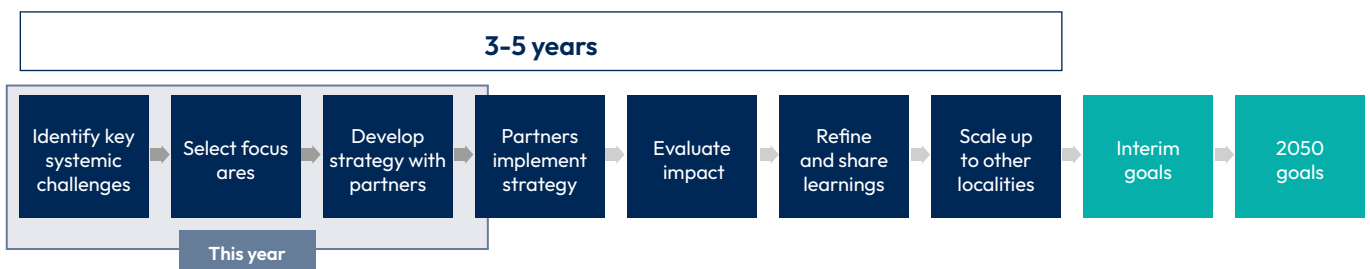 3-5 years
Identify key
systemic
challenges
Select focus
ares
Develop
strategy with
partners
Partners
implement
strategy
Evaluate
impact
Refine
and share
learnings
Scale up
to other
localities
Interim
goals
2050
goals
This year